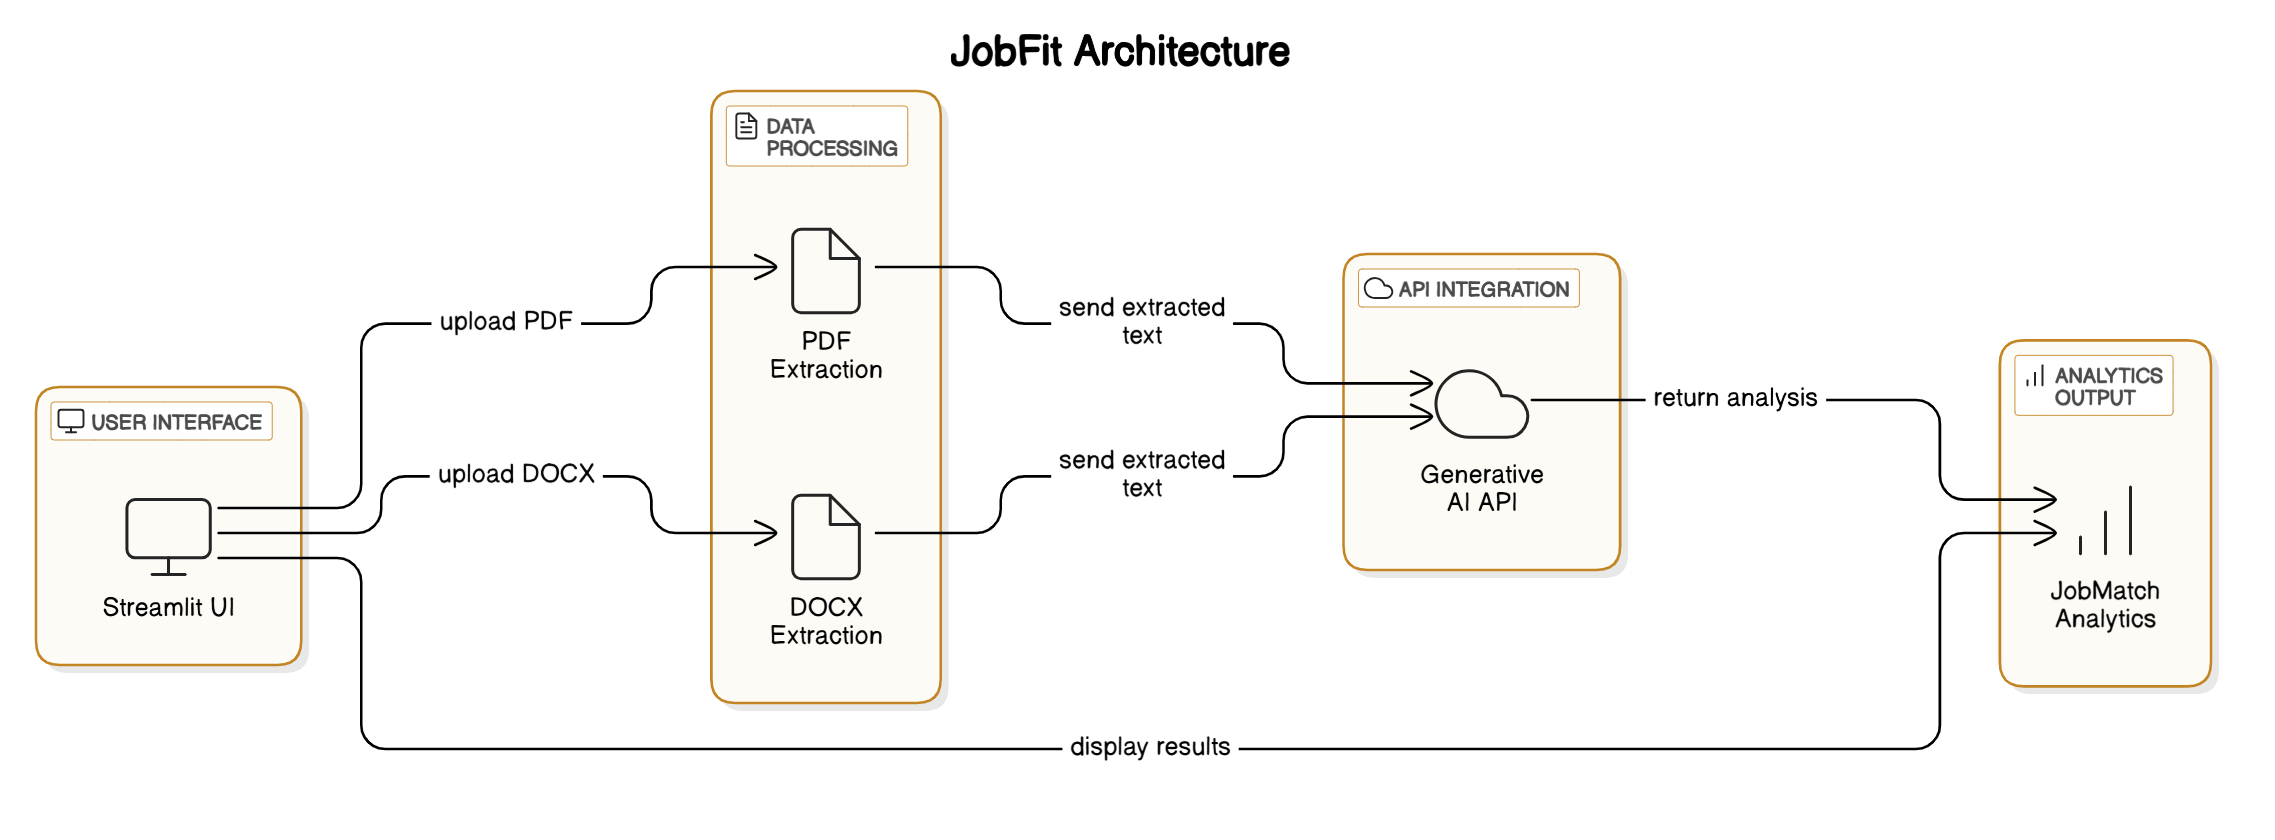 JobFit Architecture
DATA
PROCESSING
PDF
Extraction
DOCX
Extraction
USER INTERFACE
Streamlit UI
upload PDF
upload DOCX
send extracted
text
send extracted
text
API INTEGRATION
Generative
AI API
return analysis
ANALYTICS
OUTPUT
JobMatch
Analytics
display results